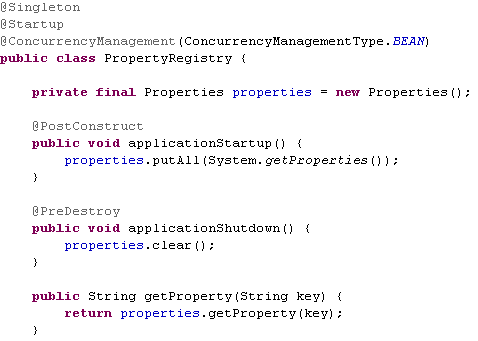 @Singleton
@Startup
@ConcurrencyManagement(ConcurrencyManagementType.BEAN)
public class PropertyRegistry {
private final Properties properties = new Properties();
@PostConstruct
public void applicationStartup() {
properties.putAll(System.getProperties());
}
@PreDestroy
public void applicationShutdown() {
properties.clear();
}
public String getProperty(String key) {
return properties.getProperty(key);
}